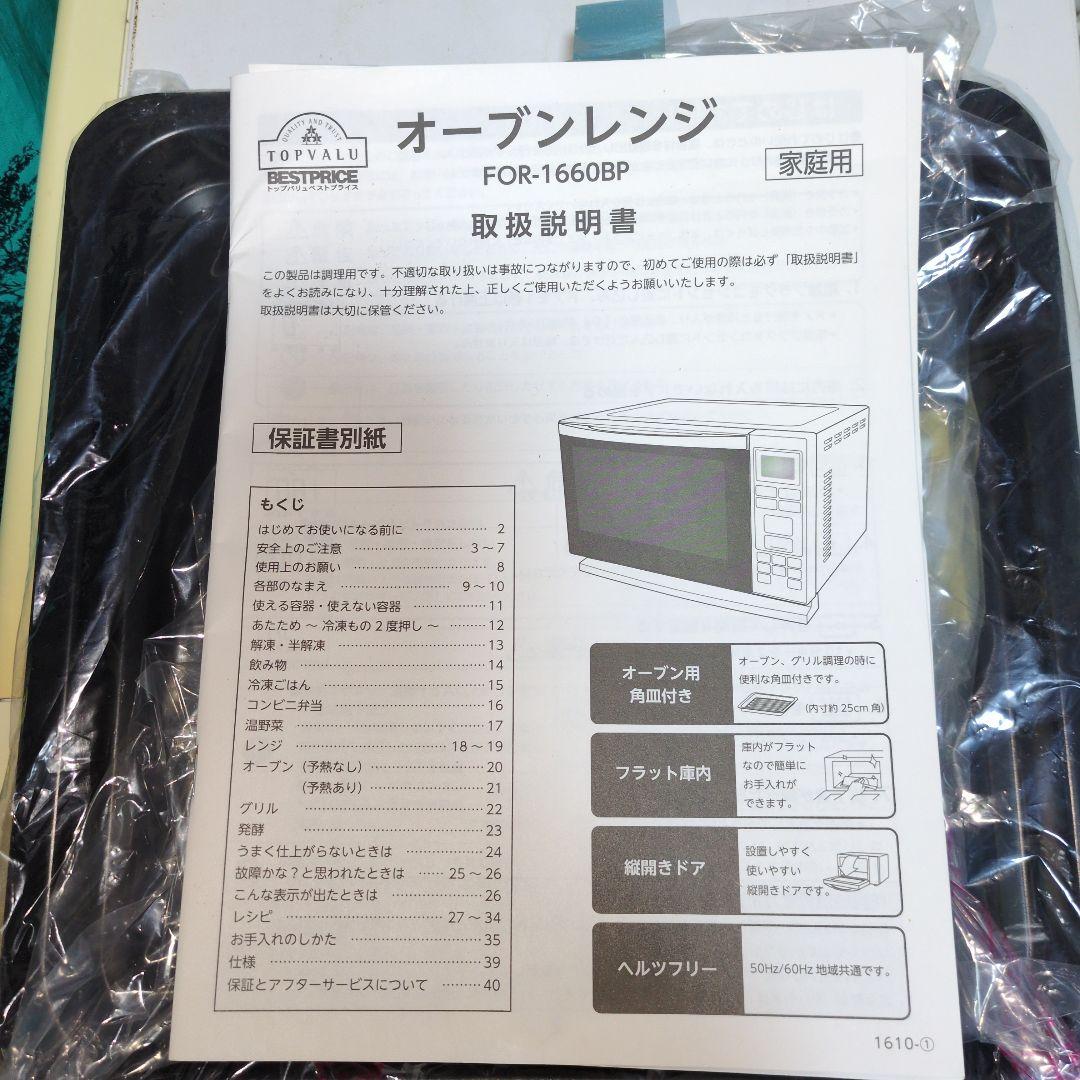 QUALITY AND TRUST
TOPVALU
BESTPRICE
トップバリュベストプライス
オーブンレンジ
FOR-1660BP
家庭用
取扱説明書
この製品は調理用です。不適切な取り扱いは事故につながりますので、初めてご使用の際は必ず「取扱説明書」
をよくお読みになり、十分理解された上、正しくご使用いただくようお願いいたします。
取扱説明書は大切に保管ください。
保証書別紙
もくじ
はじめてお使いになる前に ‥‥‥‥‥‥ 2
安全上のご注意 ‥‥‥‥‥‥‥‥‥ 3～7
使用上のお願い ‥‥‥‥‥‥‥‥‥‥‥ 8
各部のなまえ ‥‥‥‥‥‥‥‥‥‥ 9～10
使える容器・使えない容器 ‥‥‥‥‥‥ 11
あたため ～ 冷凍もの2度押し ～ ‥‥‥ 12
解凍・半解凍 ‥‥‥‥‥‥‥‥‥‥‥‥ 13
飲み物 ‥‥‥‥‥‥‥‥‥‥‥‥‥‥ 14
冷凍ごはん ‥‥‥‥‥‥‥‥‥‥‥‥‥ 15
コンビニ弁当 ‥‥‥‥‥‥‥‥‥‥‥‥ 16
温野菜 ‥‥‥‥‥‥‥‥‥‥‥‥‥‥ 17
レンジ ‥‥‥‥‥‥‥‥‥‥‥‥ 18～19
オーブン（予熱なし）‥‥‥‥‥‥‥‥‥ 20
（予熱あり）‥‥‥‥‥‥‥‥‥ 21
グリル ‥‥‥‥‥‥‥‥‥‥‥‥‥‥ 22
発酵 ‥‥‥‥‥‥‥‥‥‥‥‥‥‥ 23
うまく仕上がらないときは ‥‥‥‥‥‥ 24
故障かな？と思われたときは ‥‥ 25～26
こんな表示が出たときは ‥‥‥‥‥‥‥ 26
レシピ ‥‥‥‥‥‥‥‥‥‥‥‥ 27～34
お手入れのしかた ‥‥‥‥‥‥‥‥‥‥ 35
仕様 ‥‥‥‥‥‥‥‥‥‥‥‥‥‥‥ 39
保証とアフターサービスについて ‥‥‥ 40
オーブン用
角皿付き
オーブン、グリル調理の時に
便利な角皿付きです。
（内寸約 25cm 角）
フラット庫内
庫内がフラット
なので簡単に
お手入れが
できます。
縦開きドア
設置しやすく
使いやすい
縦開きドアです。
ヘルツフリー
50Hz/60Hz 地域共通です。
1610-①